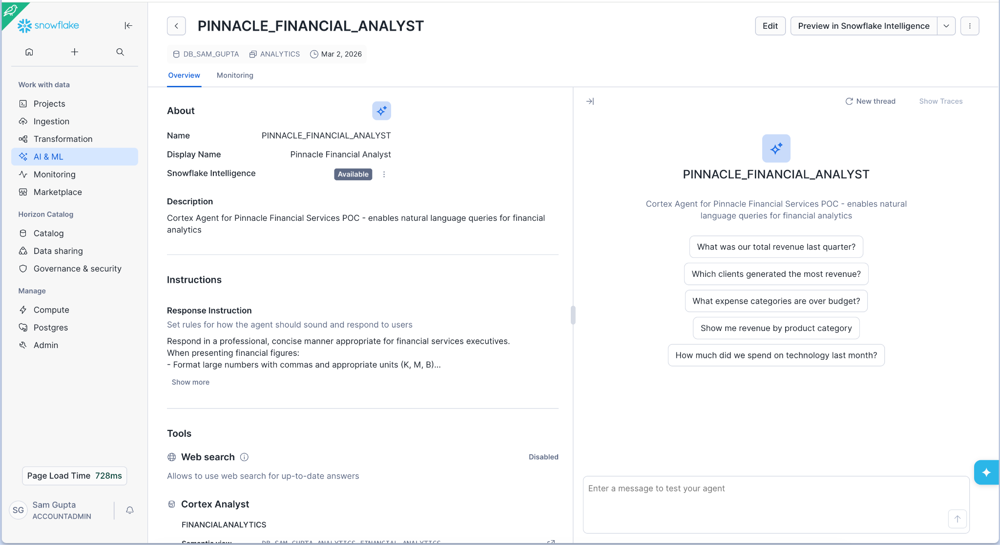 snowflake
Work with data
Projects
Ingestion
Transformation
AI & ML
Monitoring
Marketplace
Horizon Catalog
Catalog
Data sharing
Governance & security
Manage
Compute
Postgres
Admin
Page Load Time 728ms
SG
Sam Gupta
ACCOUNTADMIN
PINNACLE_FINANCIAL_ANALYST
Edit
Preview in Snowflake Intelligence
DB_SAM_GUPTA
ANALYTICS
Mar 2, 2026
Overview
Monitoring
About
Name
PINNACLE_FINANCIAL_ANALYST
Display Name
Pinnacle Financial Analyst
Snowflake Intelligence
Available
Description
Cortex Agent for Pinnacle Financial Services POC - enables natural language queries for financial
analytics
Instructions
Response Instruction
Set rules for how the agent should sound and respond to users
Respond in a professional, concise manner appropriate for financial services executives.
When presenting financial figures:
- Format large numbers with commas and appropriate units (K, M, B)...
Show more
Tools
Web search
Disabled
Allows to use web search for up-to-date answers
Cortex Analyst
FINANCIALANALYTICS
Semantic view
DB_SAM_GUPTA.ANALYTICS.FINANCIAL_ANALYTICS
New thread
Show Traces
PINNACLE_FINANCIAL_ANALYST
Cortex Agent for Pinnacle Financial Services POC - enables natural
language queries for financial analytics
What was our total revenue last quarter?
Which clients generated the most revenue?
What expense categories are over budget?
Show me revenue by product category
How much did we spend on technology last month?
Enter a message to test your agent